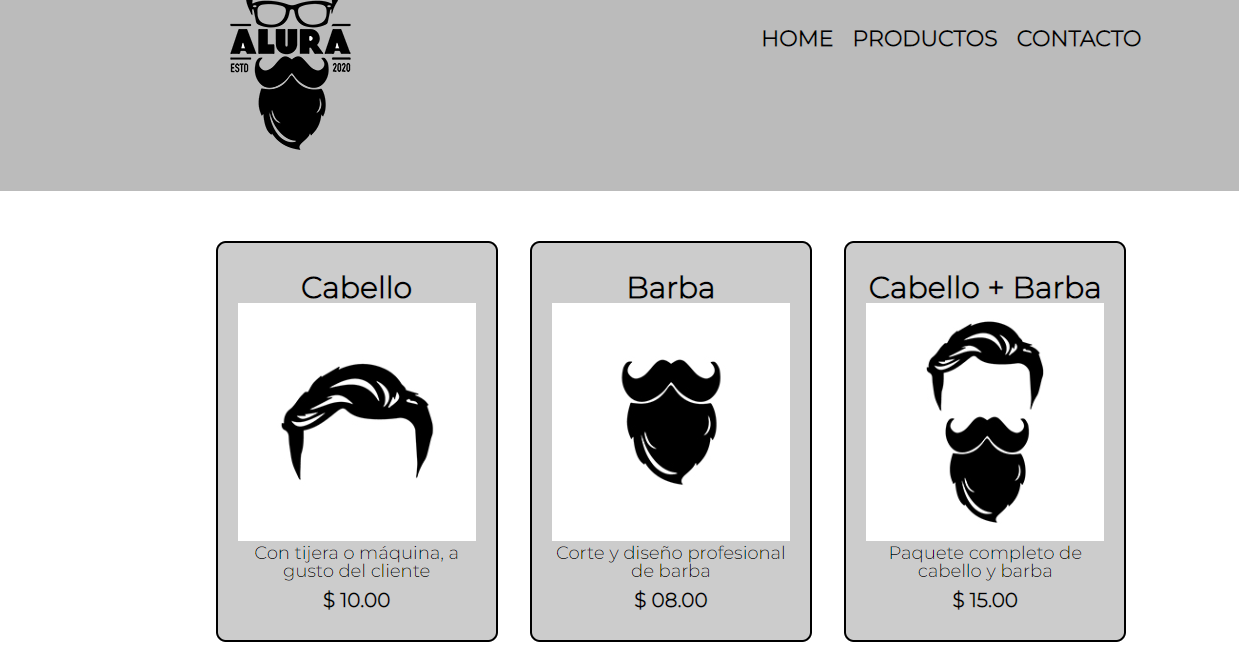 ALURA
ESTD 2020
HOME PRODUCTOS CONTACTO
Cabello
Con tijera o máquina, a
gusto del cliente
$ 10.00
Barba
Corte y diseño profesional
de barba
$ 08.00
Cabello + Barba
Paquete completo de
cabello y barba
$ 15.00